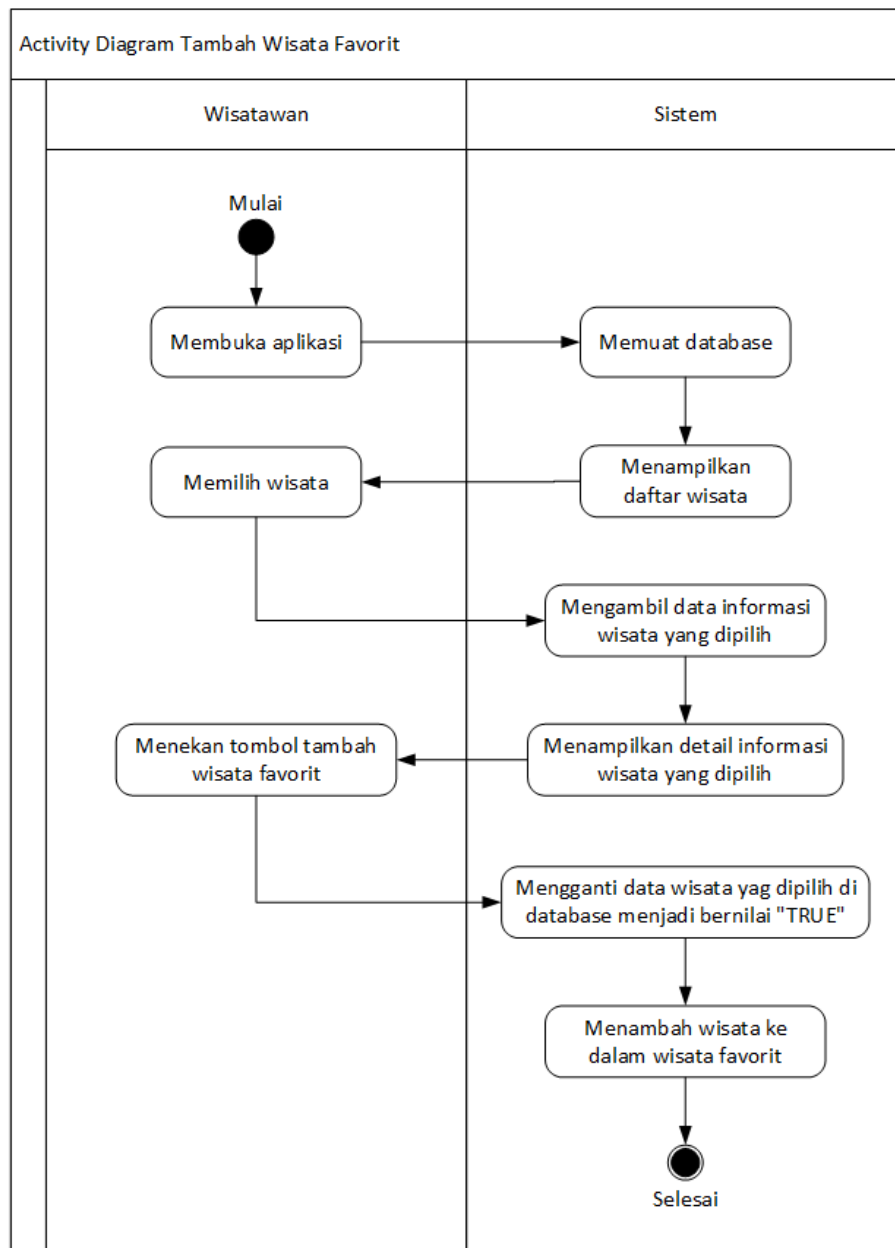 Activity Diagram Tambah Wisata Favorit
Wisatawan
Sistem
Mulai
Membuka aplikasi
Memuat database
Menampilkan
daftar wisata
Memilih wisata
Mengambil data informasi
wisata yang dipilih
Menampilkan detail informasi
wisata yang dipilih
Menekan tombol tambah
wisata favorit
Mengganti data wisata yag dipilih di
database menjadi bernilai "TRUE"
Menambah wisata ke
dalam wisata favorit
Selesai